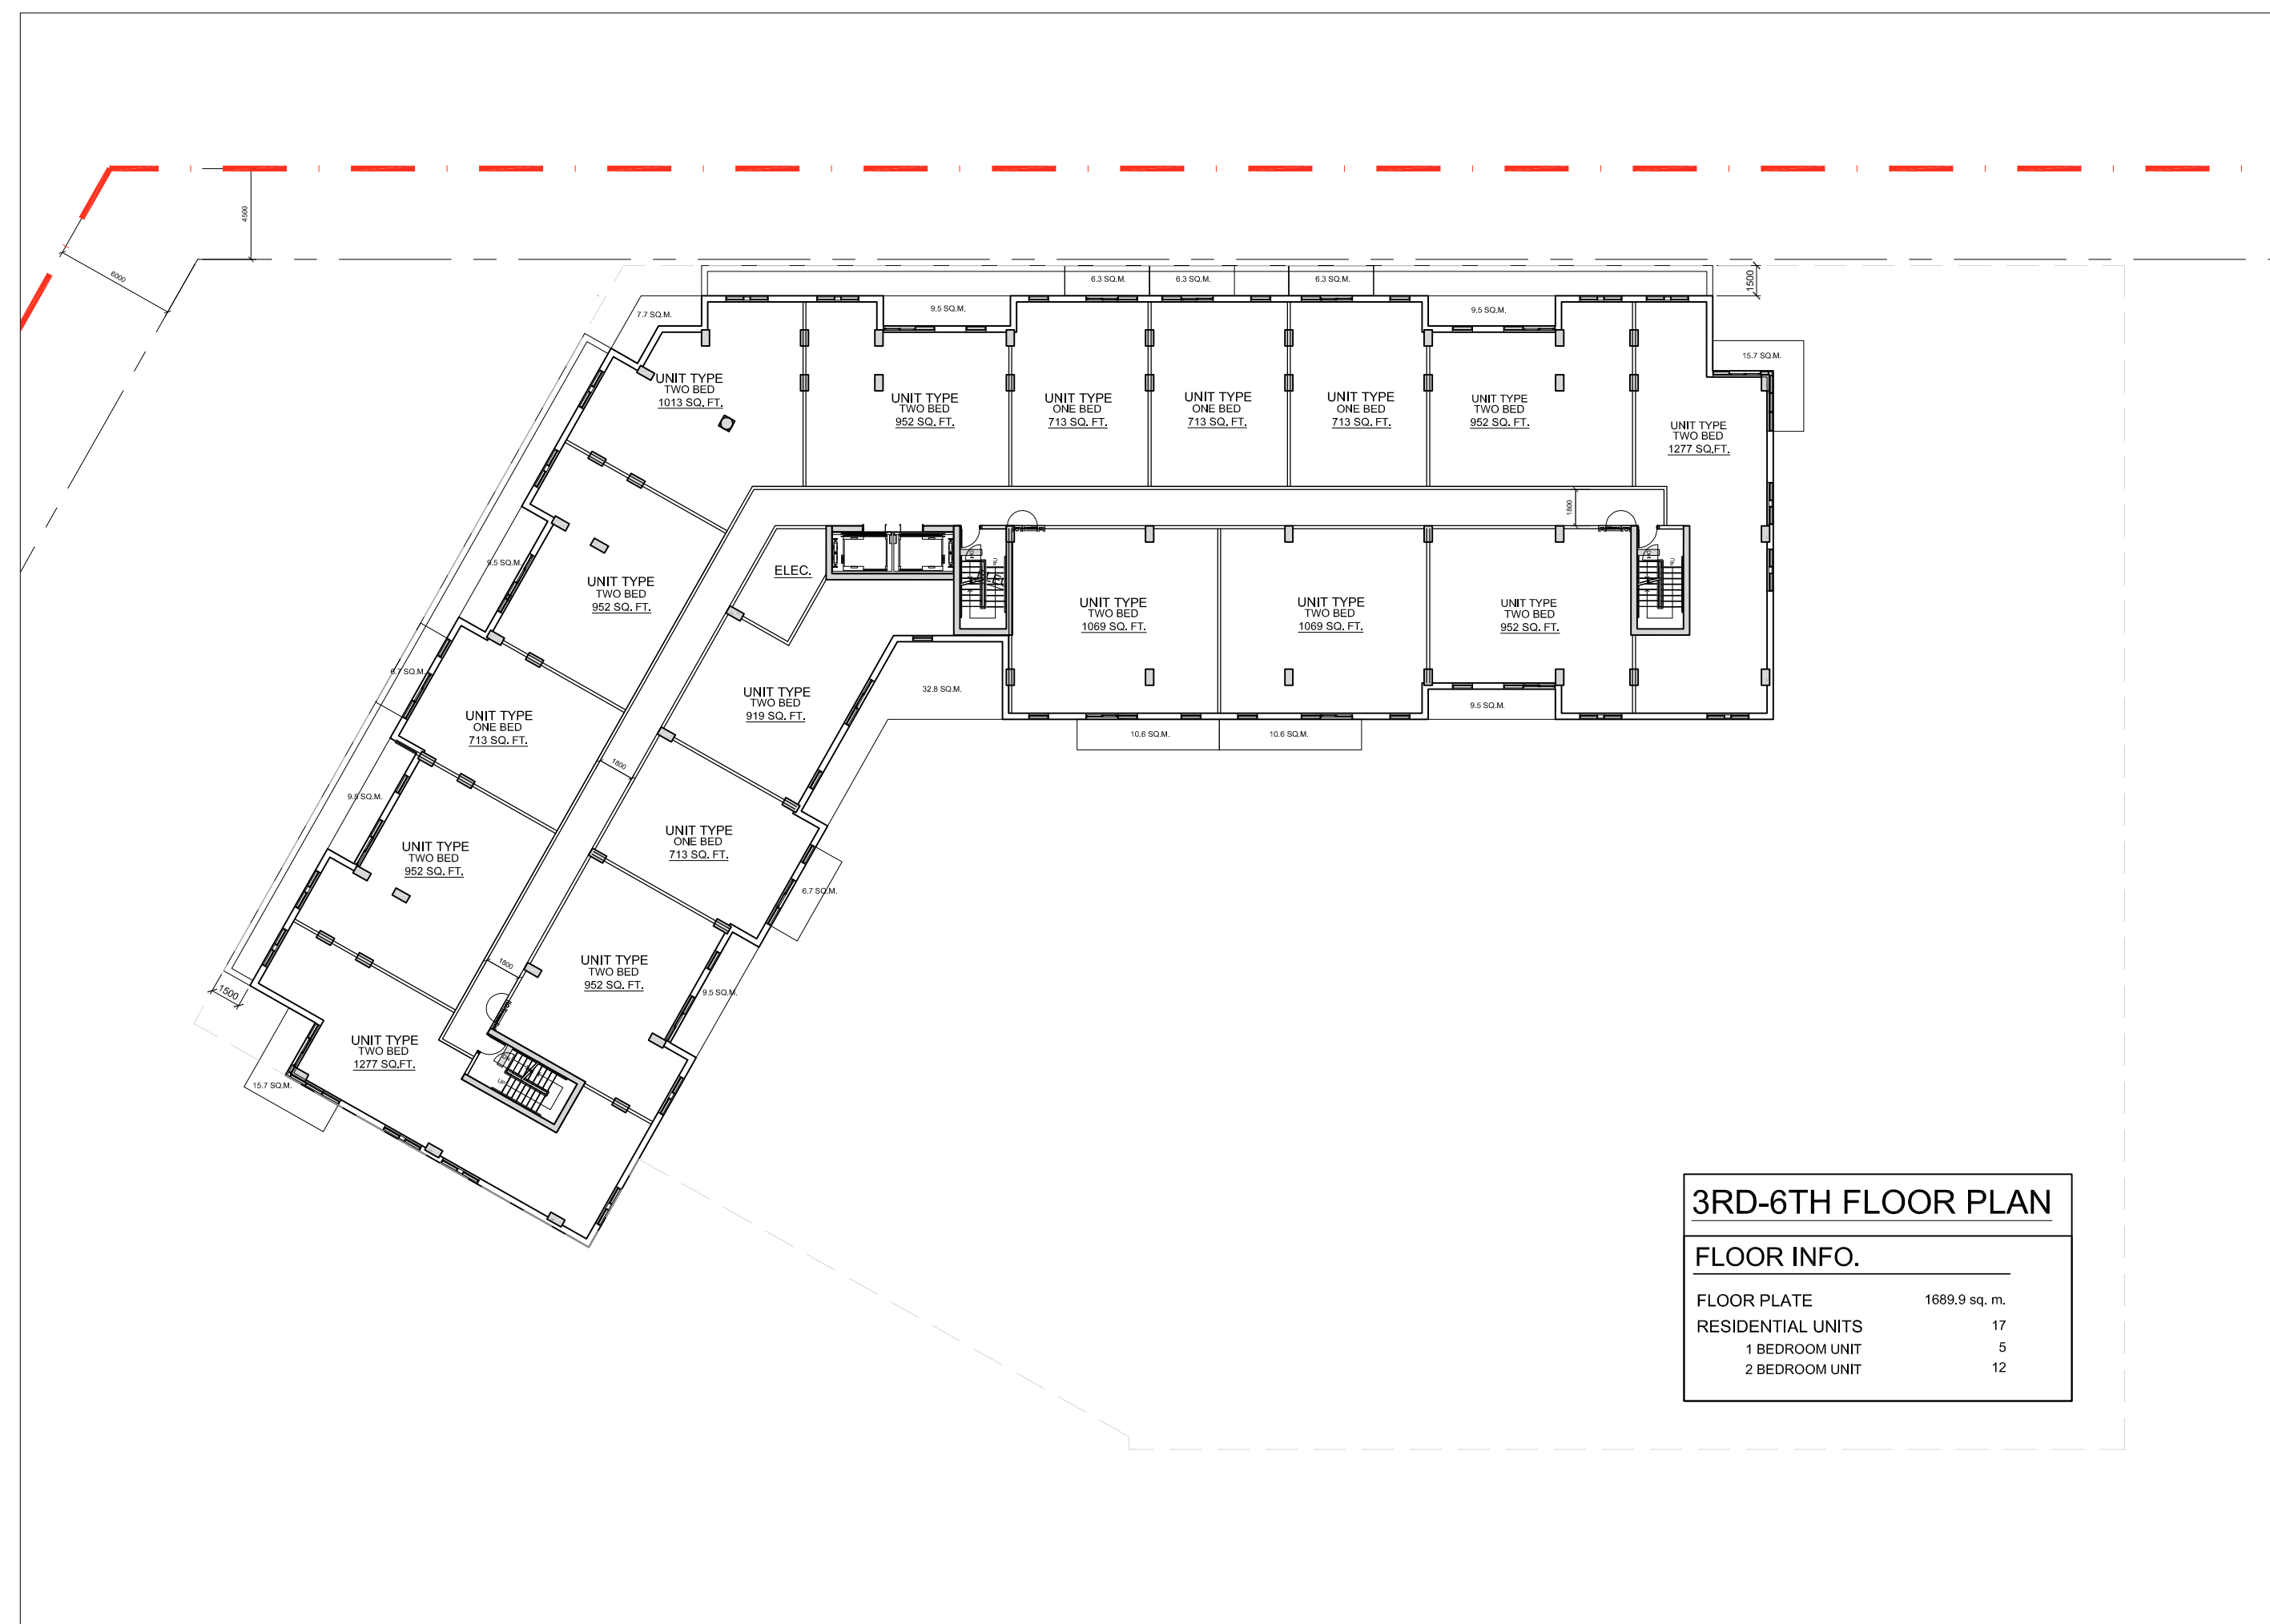 4500
6000
6.3 SQ.M.
6.3 SQ.M.
6.3 SQ.M.
1500
7.7 SQ.M.
9.5 SQ.M.
9.5 SQ.M.
15.7 SQ.M.
UNIT TYPE
TWO BED
1013 SQ. FT.
UNIT TYPE
TWO BED
952 SQ. FT.
UNIT TYPE
ONE BED
713 SQ. FT.
UNIT TYPE
ONE BED
713 SQ. FT.
UNIT TYPE
ONE BED
713 SQ. FT.
UNIT TYPE
TWO BED
952 SQ. FT.
UNIT TYPE
TWO BED
1277 SQ.FT.
1800
9.5 SQ.M.
UNIT TYPE
TWO BED
952 SQ. FT.
ELEC.
UP
UP
UNIT TYPE
TWO BED
1069 SQ. FT.
UNIT TYPE
TWO BED
1069 SQ. FT.
UNIT TYPE
TWO BED
952 SQ. FT.
6.7 SQ.M.
UNIT TYPE
ONE BED
713 SQ. FT.
UNIT TYPE
TWO BED
919 SQ. FT.
32.8 SQ.M.
9.5 SQ.M.
10.6 SQ.M.
10.6 SQ.M.
1800
9.5 SQ.M.
UNIT TYPE
TWO BED
952 SQ. FT.
UNIT TYPE
ONE BED
713 SQ. FT.
6.7 SQ.M.
1800
UNIT TYPE
TWO BED
952 SQ. FT.
9.5 SQ.M.
1500
UNIT TYPE
TWO BED
1277 SQ.FT.
15.7 SQ.M.
UP
3RD-6TH FLOOR PLAN
FLOOR INFO.
FLOOR PLATE 1689.9 sq. m.
RESIDENTIAL UNITS 17
1 BEDROOM UNIT 5
2 BEDROOM UNIT 12